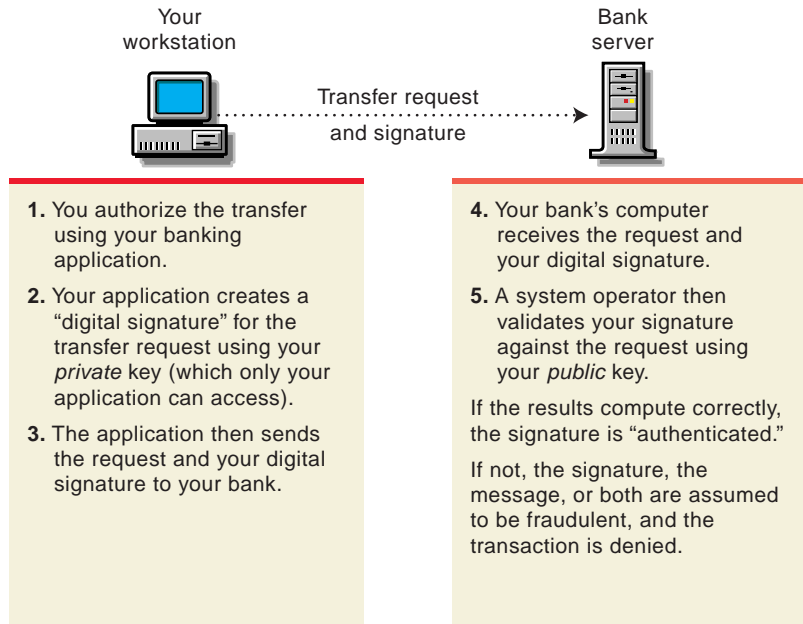 Your
workstation
Bank
server
Transfer request
and signature
1. You authorize the transfer
using your banking
application.
2. Your application creates a
“digital signature” for the
transfer request using your
private key (which only your
application can access).
3. The application then sends
the request and your digital
signature to your bank.
4. Your bank’s computer
receives the request and
your digital signature.
5. A system operator then
validates your signature
against the request using
your public key.
If the results compute correctly,
the signature is “authenticated.”
If not, the signature, the
message, or both are assumed
to be fraudulent, and the
transaction is denied.